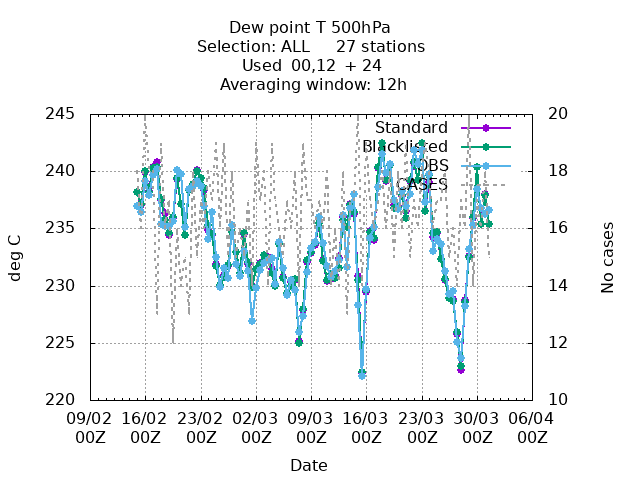 Dew point T 500hPa
Selection: ALL 27 stations
Used 00,12 + 24
Averaging window: 12h
245 20
Standard
Blacklisted
OBS
CASES
240 18
235 16
230 14
225 12
220 10
deg C
No cases
09/02 16/02 23/02 02/03 09/03 16/03 23/03 30/03 06/04
00Z 00Z 00Z 00Z 00Z 00Z 00Z 00Z 00Z
Date